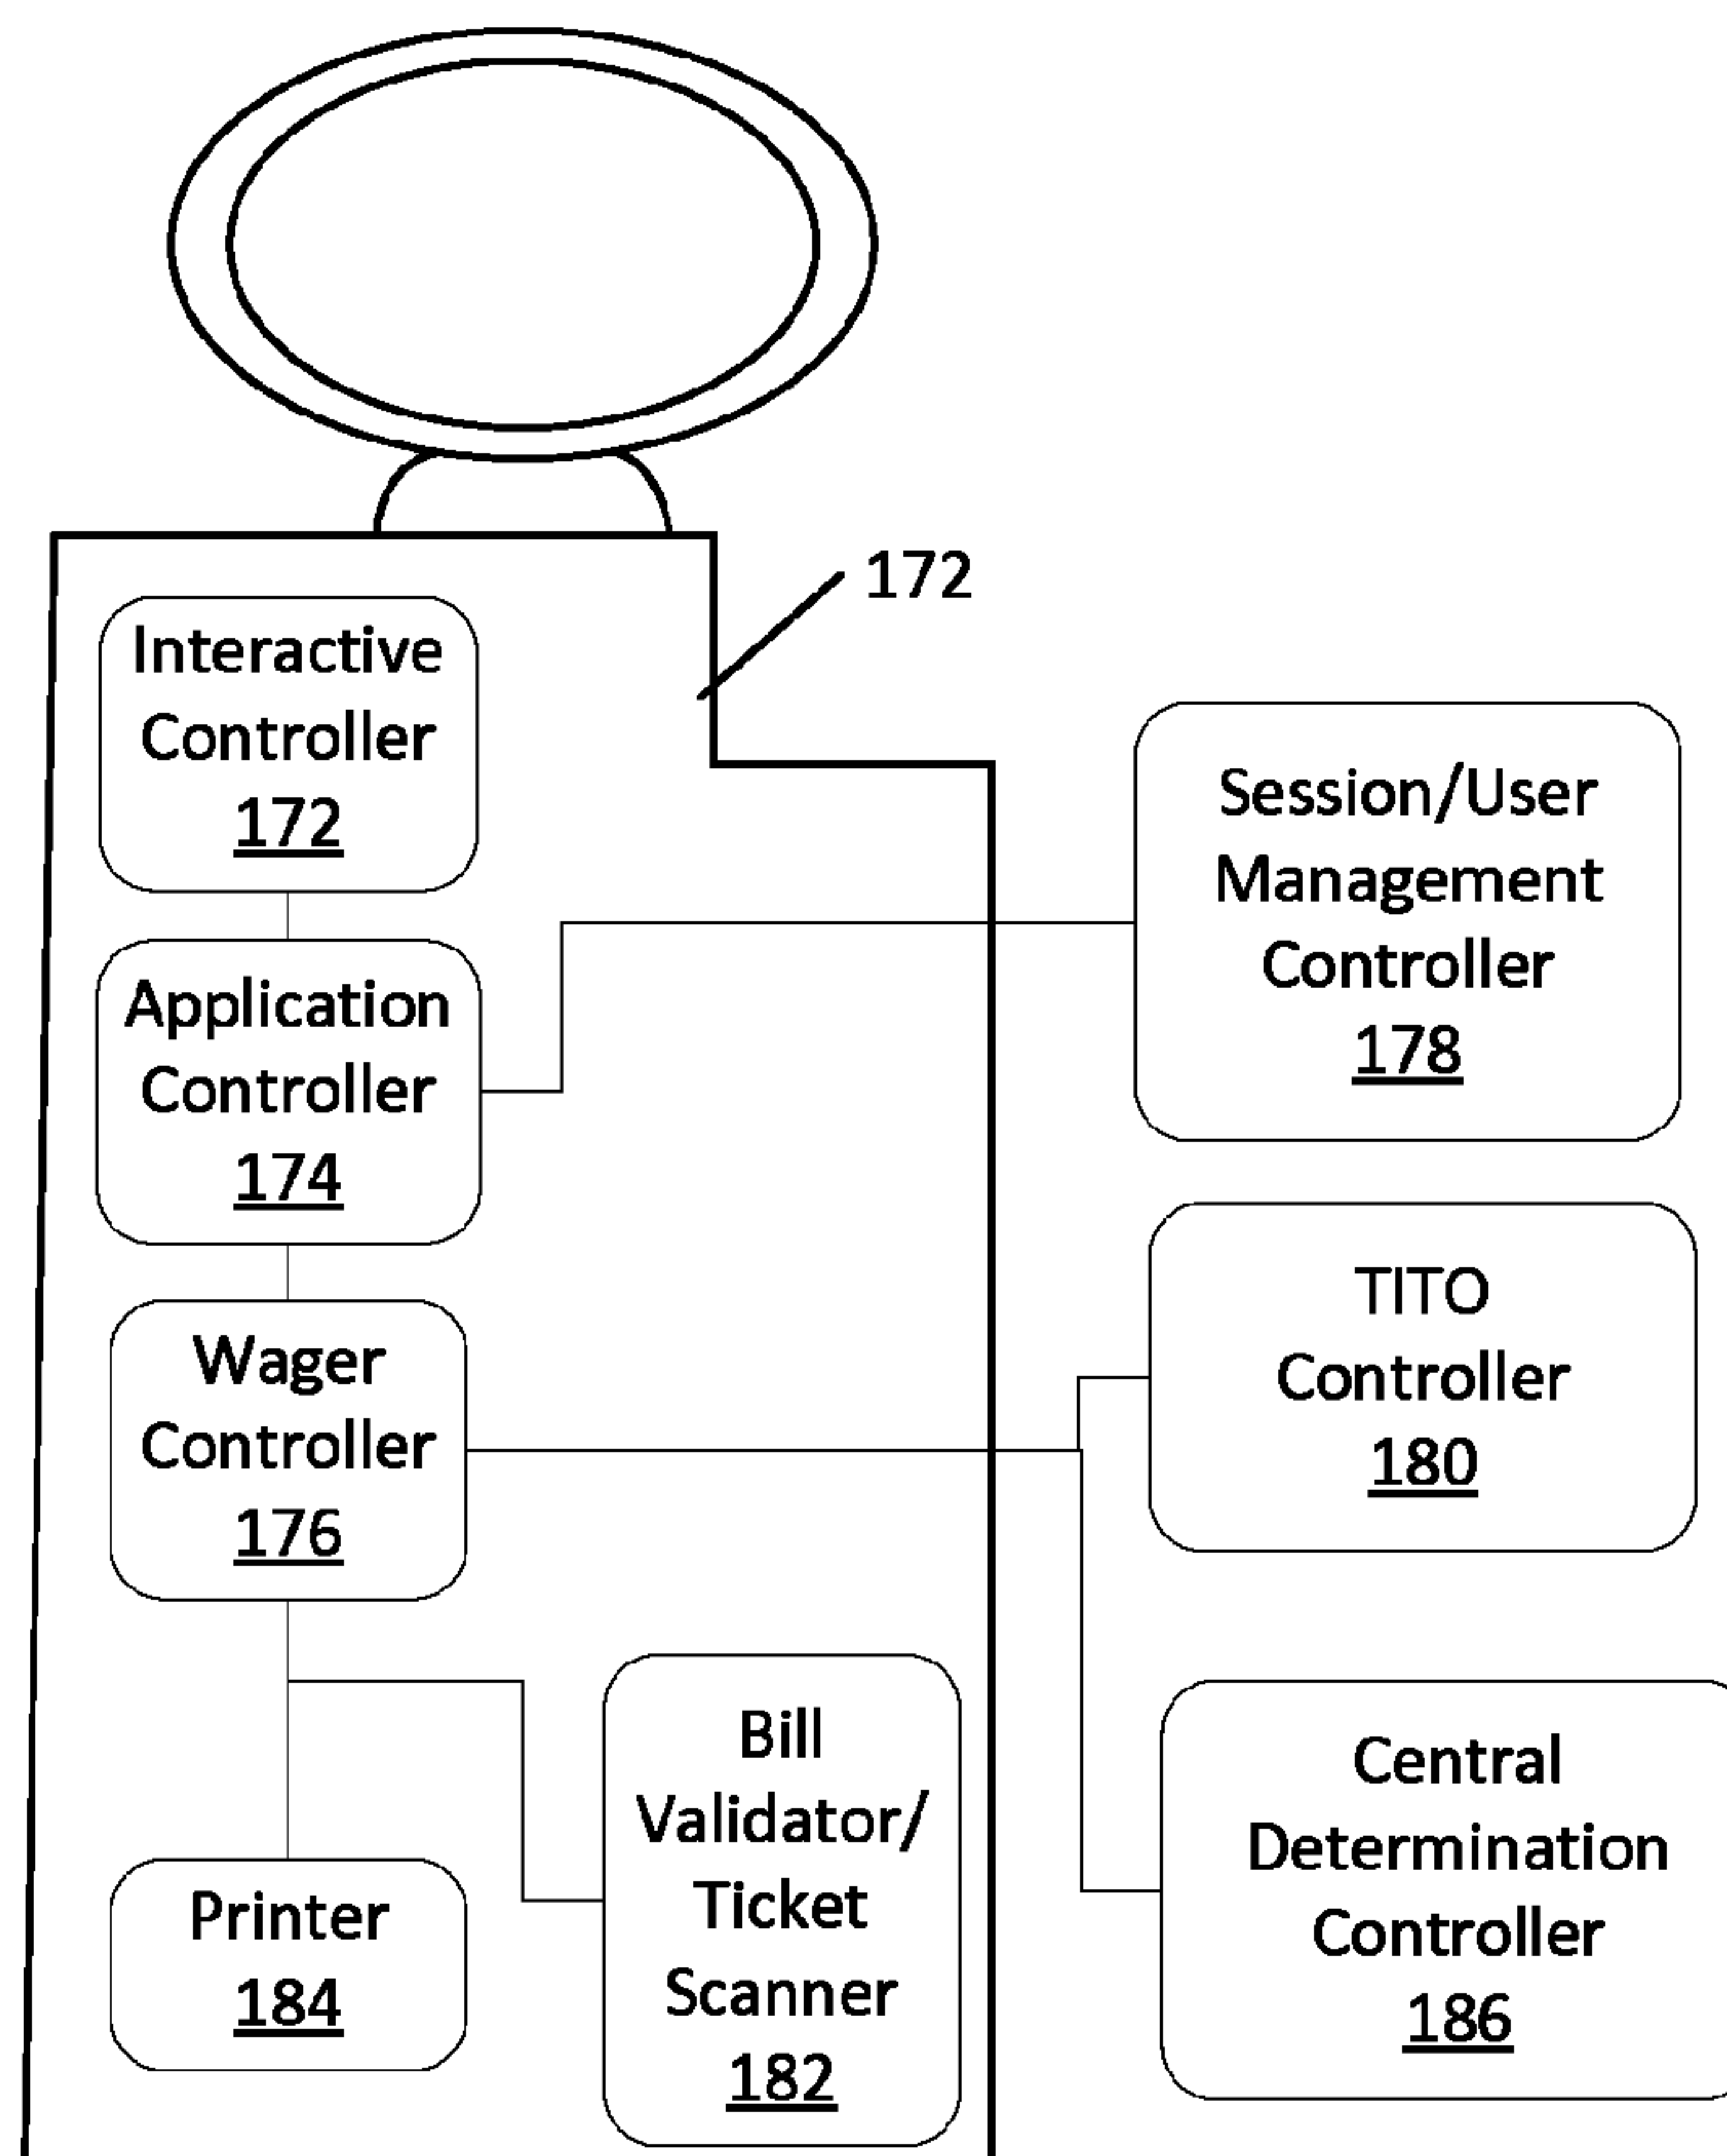 172
Interactive
Controller
172
Application
Controller
174
Wager
Controller
176
Printer
184
Bill
Validator/
Ticket
Scanner
182
Session/User
Management
Controller
178
TITO
Controller
180
Central
Determination
Controller
186